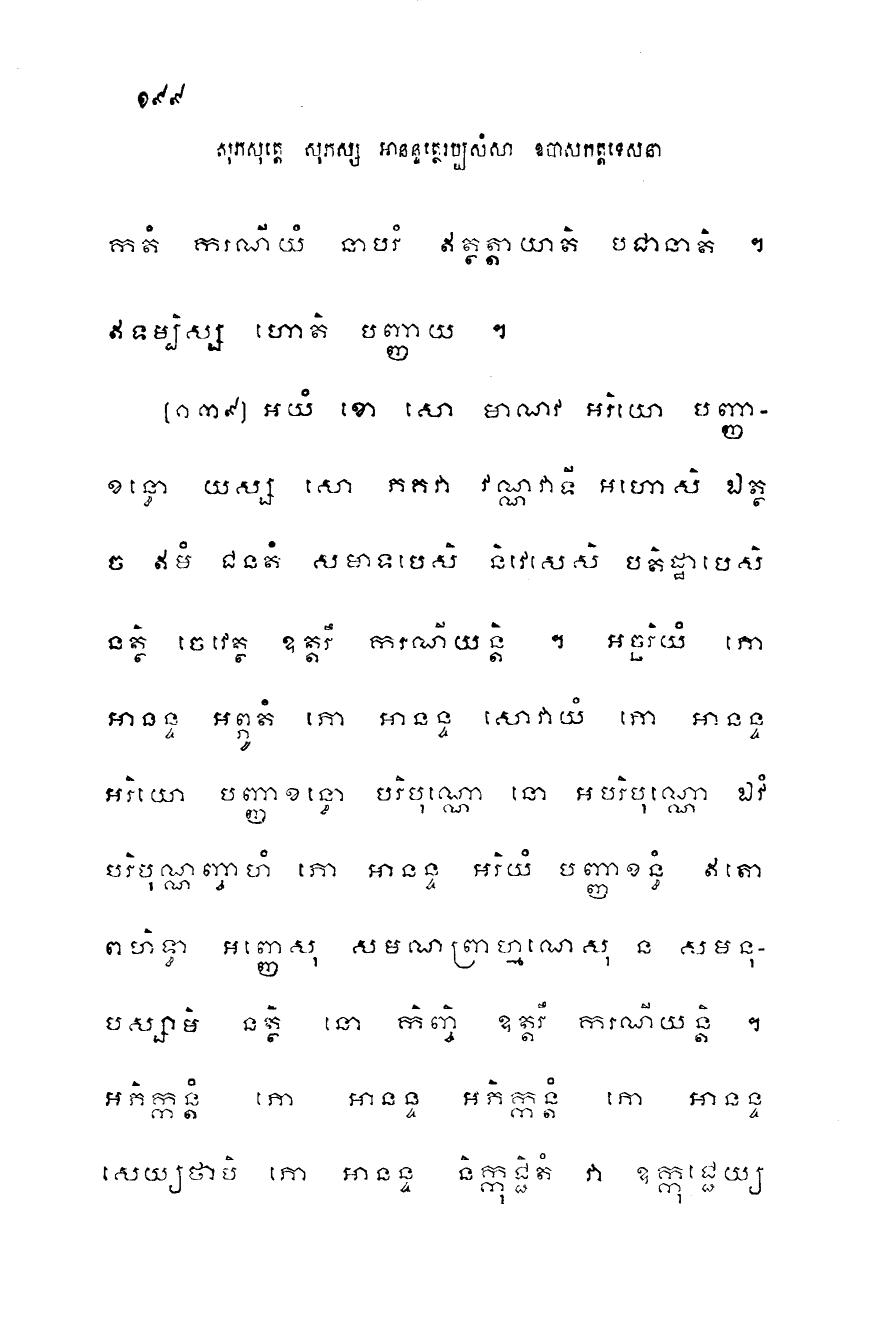 ១៩៩
សុភសុត្តេ សុភស្ស អានន្ទត្ថេរប្បសំសា ឧបាសកត្តទេសនា
កតំ ករណីយំ នាបរំ ឥត្ថត្តាយាតិ បជានាតិ ។
ឥទម្បិស្ស ហោតិ បញ្ញាយ ។
[១៣៩] អយំ ខោ សោ មាណវ អរិយោ បញ្ញា-
ខន្ធោ យស្ស សោ ភគវា វណ្ណវាទី អហោសិ ឯត្ថ
ច ឥមំ ជនតំ សមាទបេសិ និវេសេសិ បតិដ្ឋាបេសិ
នត្ថិ ចេវេត្ថ ឧត្តរឹ ករណីយន្តិ ។ អច្ឆរិយំ ភោ
អានន្ទ អព្ភូតំ ភោ អានន្ទ សោវាយំ ភោ អានន្ទ
អរិយោ បញ្ញាខន្ធោ បរិបុណ្ណោ នោ អបរិបុណ្ណោ ឯវំ
បរិបុណ្ណញ្ចាហំ ភោ អានន្ទ អរិយំ បញ្ញាខន្ធំ ឥតោ
ពហិទ្ធា អញ្ញេសុ សមណព្រាហ្មណេសុ ន សមនុ-
បស្សាមិ នត្ថិ នោ កិញ្ចិ ឧត្តរឹ ករណីយន្តិ ។
អភិក្កន្តំ ភោ អានន្ទ អភិក្កន្តំ ភោ អានន្ទ
សេយ្យថាបិ ភោ អានន្ទ និក្កុជ្ជិតំ វា ឧក្កុជ្ជេយ្យ